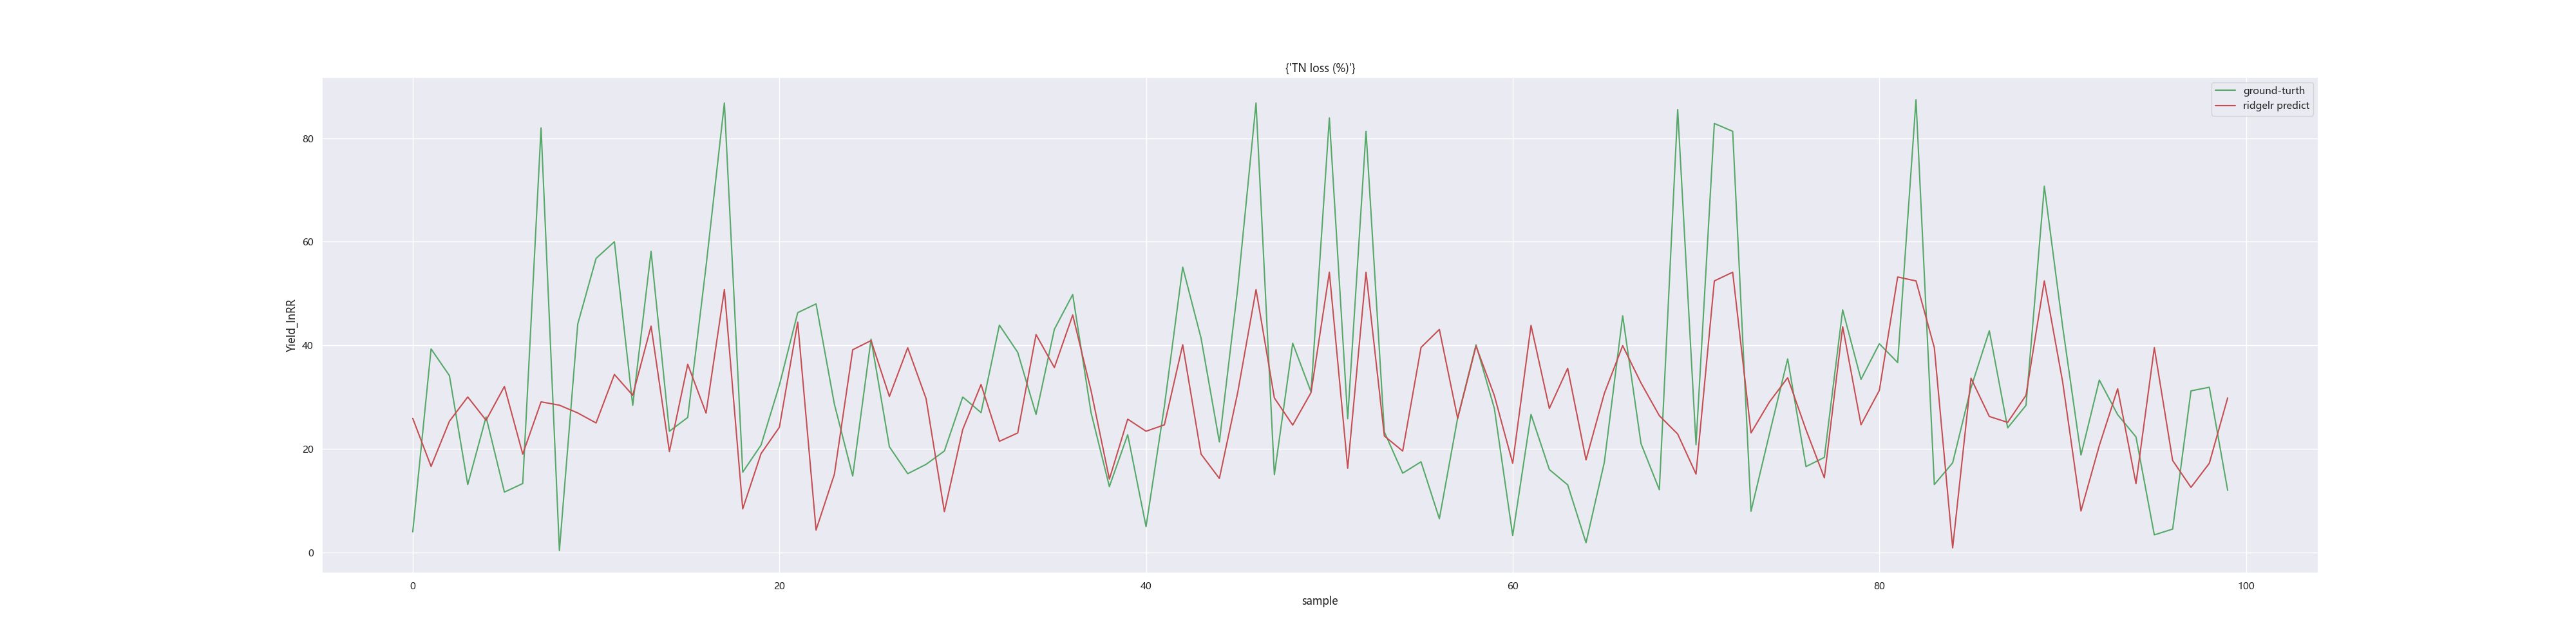 {'TN loss (%)'}
ground-turth
ridgelr predict
80
60
40
20
0
Yield_lnRR
0 20 40 60 80 100
sample